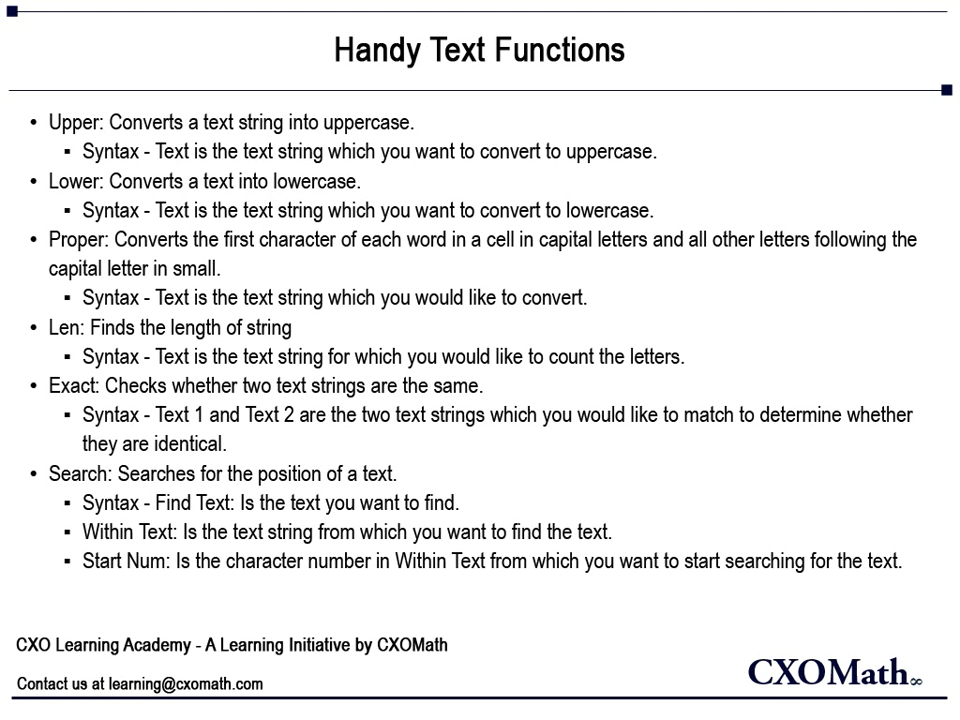 Handy Text Functions
• Upper: Converts a text string into uppercase.
▪ Syntax - Text is the text string which you want to convert to uppercase.
• Lower: Converts a text into lowercase.
▪ Syntax - Text is the text string which you want to convert to lowercase.
• Proper: Converts the first character of each word in a cell in capital letters and all other letters following the
capital letter in small.
▪ Syntax - Text is the text string which you would like to convert.
• Len: Finds the length of string
▪ Syntax - Text is the text string for which you would like to count the letters.
• Exact: Checks whether two text strings are the same.
▪ Syntax - Text 1 and Text 2 are the two text strings which you would like to match to determine whether
they are identical.
• Search: Searches for the position of a text.
▪ Syntax - Find Text: Is the text you want to find.
▪ Within Text: Is the text string from which you want to find the text.
▪ Start Num: Is the character number in Within Text from which you want to start searching for the text.
CXO Learning Academy - A Learning Initiative by CXOMath
Contact us at learning@cxomath.com
CXOMath.∞